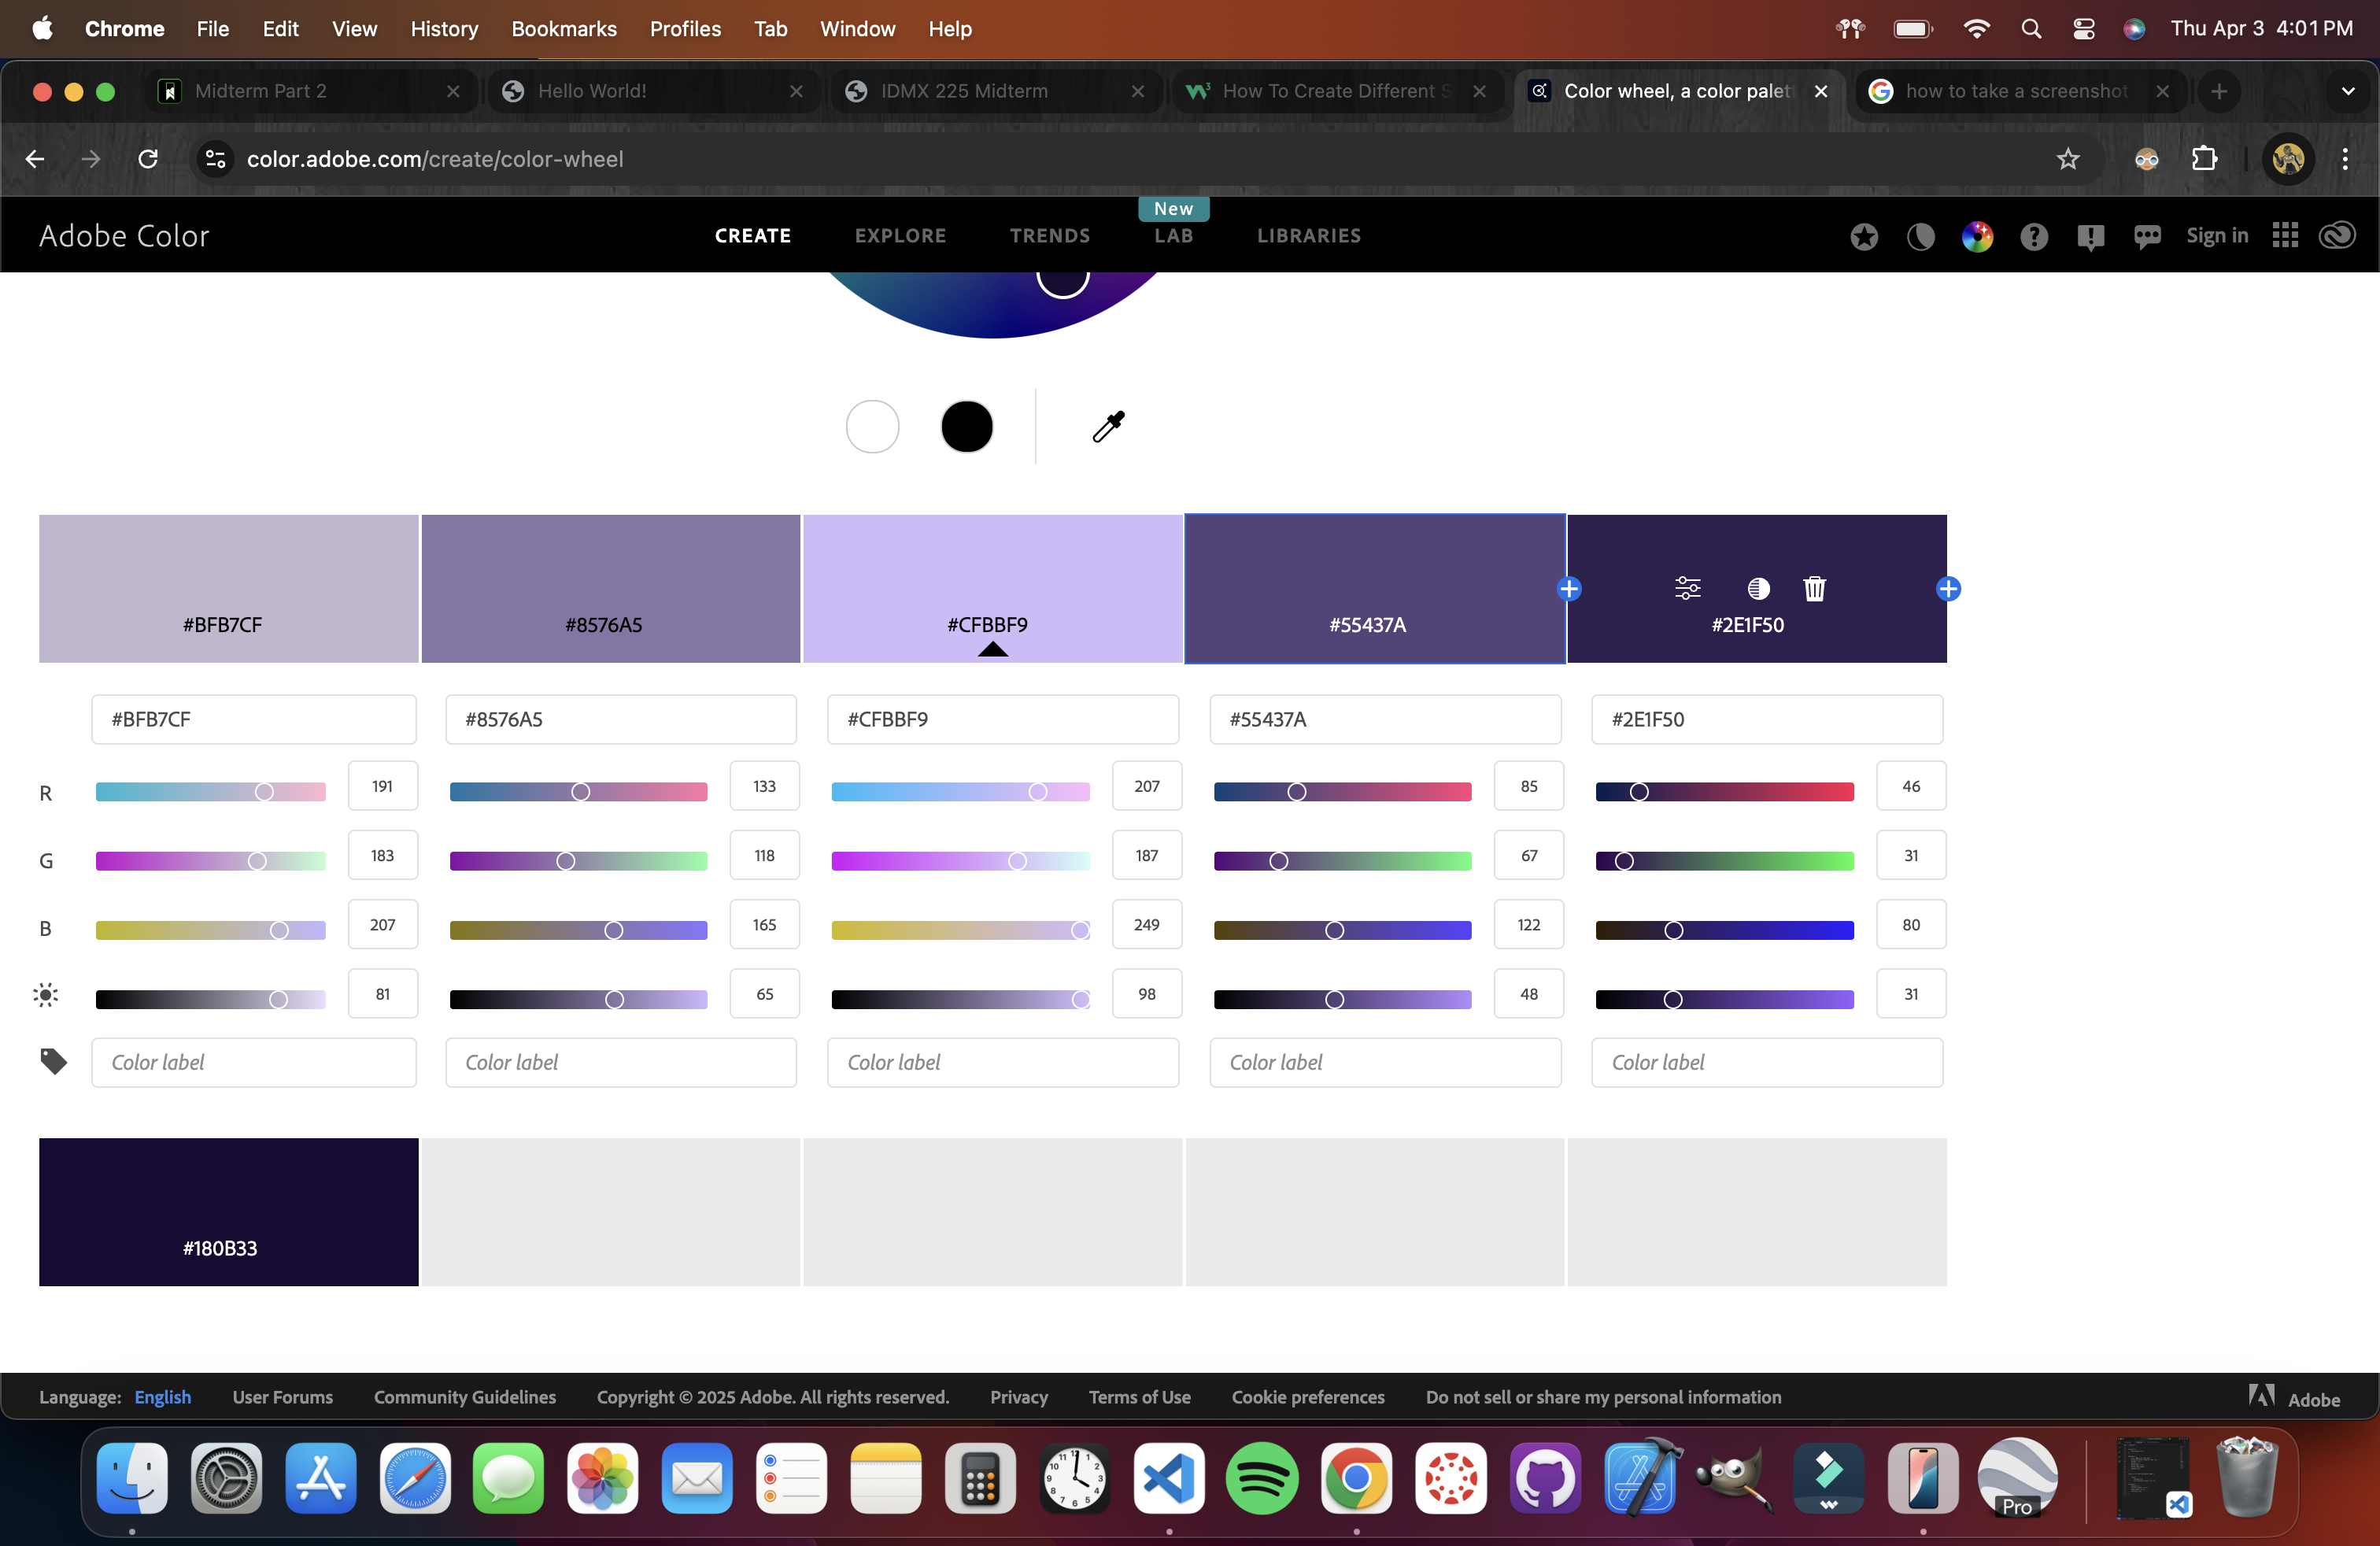 Chrome File Edit View History Bookmarks Profiles Tab Window Help Thu Apr 3 4:01 PM
Midterm Part 2 Hello World! IDMX 225 Midterm How To Create Different S Color wheel, a color palet how to take a screenshot
color.adobe.com/create/color-wheel
New
Adobe Color CREATE EXPLORE TRENDS LAB LIBRARIES Sign in
#BFB7CF #8576A5 #CFBBF9 #55437A #2E1F50
#BFB7CF #8576A5 #CFBBF9 #55437A #2E1F50
R 191 133 207 85 46
G 183 118 187 67 31
B 207 165 249 122 80
81 65 98 48 31
Color label Color label Color label Color label Color label
#180B33
Language: English User Forums Community Guidelines Copyright © 2025 Adobe. All rights reserved. Privacy Terms of Use Cookie preferences Do not sell or share my personal information Adobe
Pro